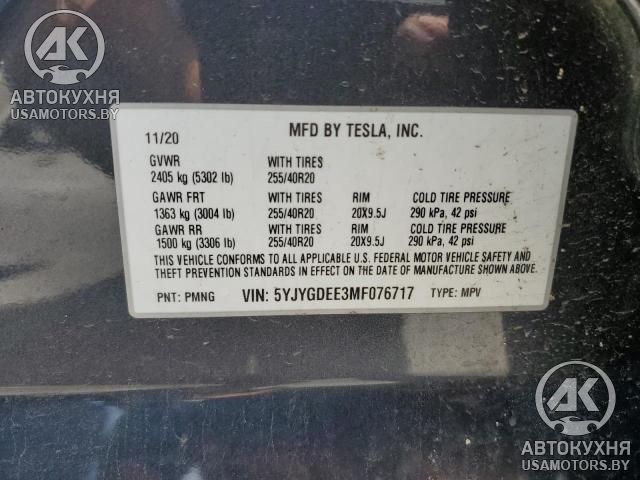 AK
АВТОКУХНЯ
USAMOTORS.BY
11/20 MFD BY TESLA, INC.
GVWR WITH TIRES
2405 kg (5302 lb) 255/40R20
GAWR FRT WITH TIRES RIM COLD TIRE PRESSURE
1363 kg (3004 lb) 255/40R20 20X9.5J 290 kPa, 42 psi
GAWR RR WITH TIRES RIM COLD TIRE PRESSURE
1500 kg (3306 lb) 255/40R20 20X9.5J 290 kPa, 42 psi
THIS VEHICLE CONFORMS TO ALL APPLICABLE U.S. FEDERAL MOTOR VEHICLE SAFETY AND
THEFT PREVENTION STANDARDS IN EFFECT ON THE DATE OF MANUFACTURE SHOWN ABOVE.
PNT: PMNG VIN: 5YJYGDEE3MF076717 TYPE: MPV
AK
АВТОКУХНЯ
USAMOTORS.BY